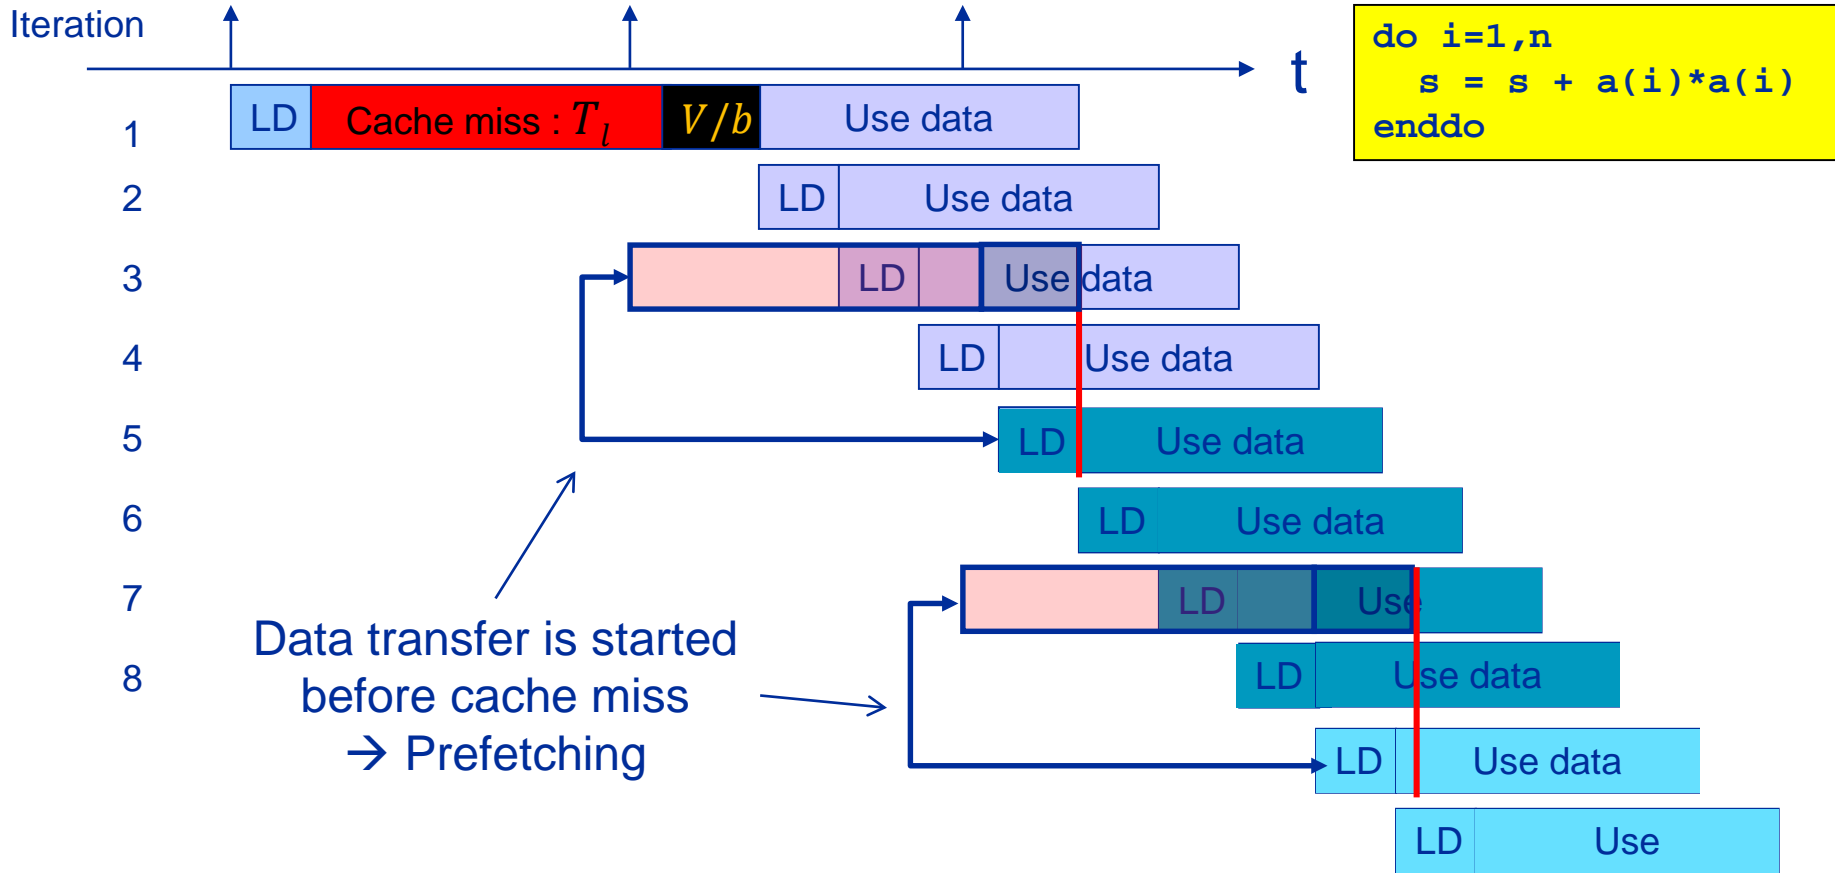 Iteration
t
do i=1,n
s = s + a(i)*a(i)
enddo
1
LD
Cache miss : T_l
V/b
Use data
2
LD
Use data
3
LD
Use data
4
LD
Use data
5
LD
Use data
6
LD
Use data
7
LD
Use
8
LD
Use data
LD
Use data
LD
Use
Data transfer is started
before cache miss
→ Prefetching